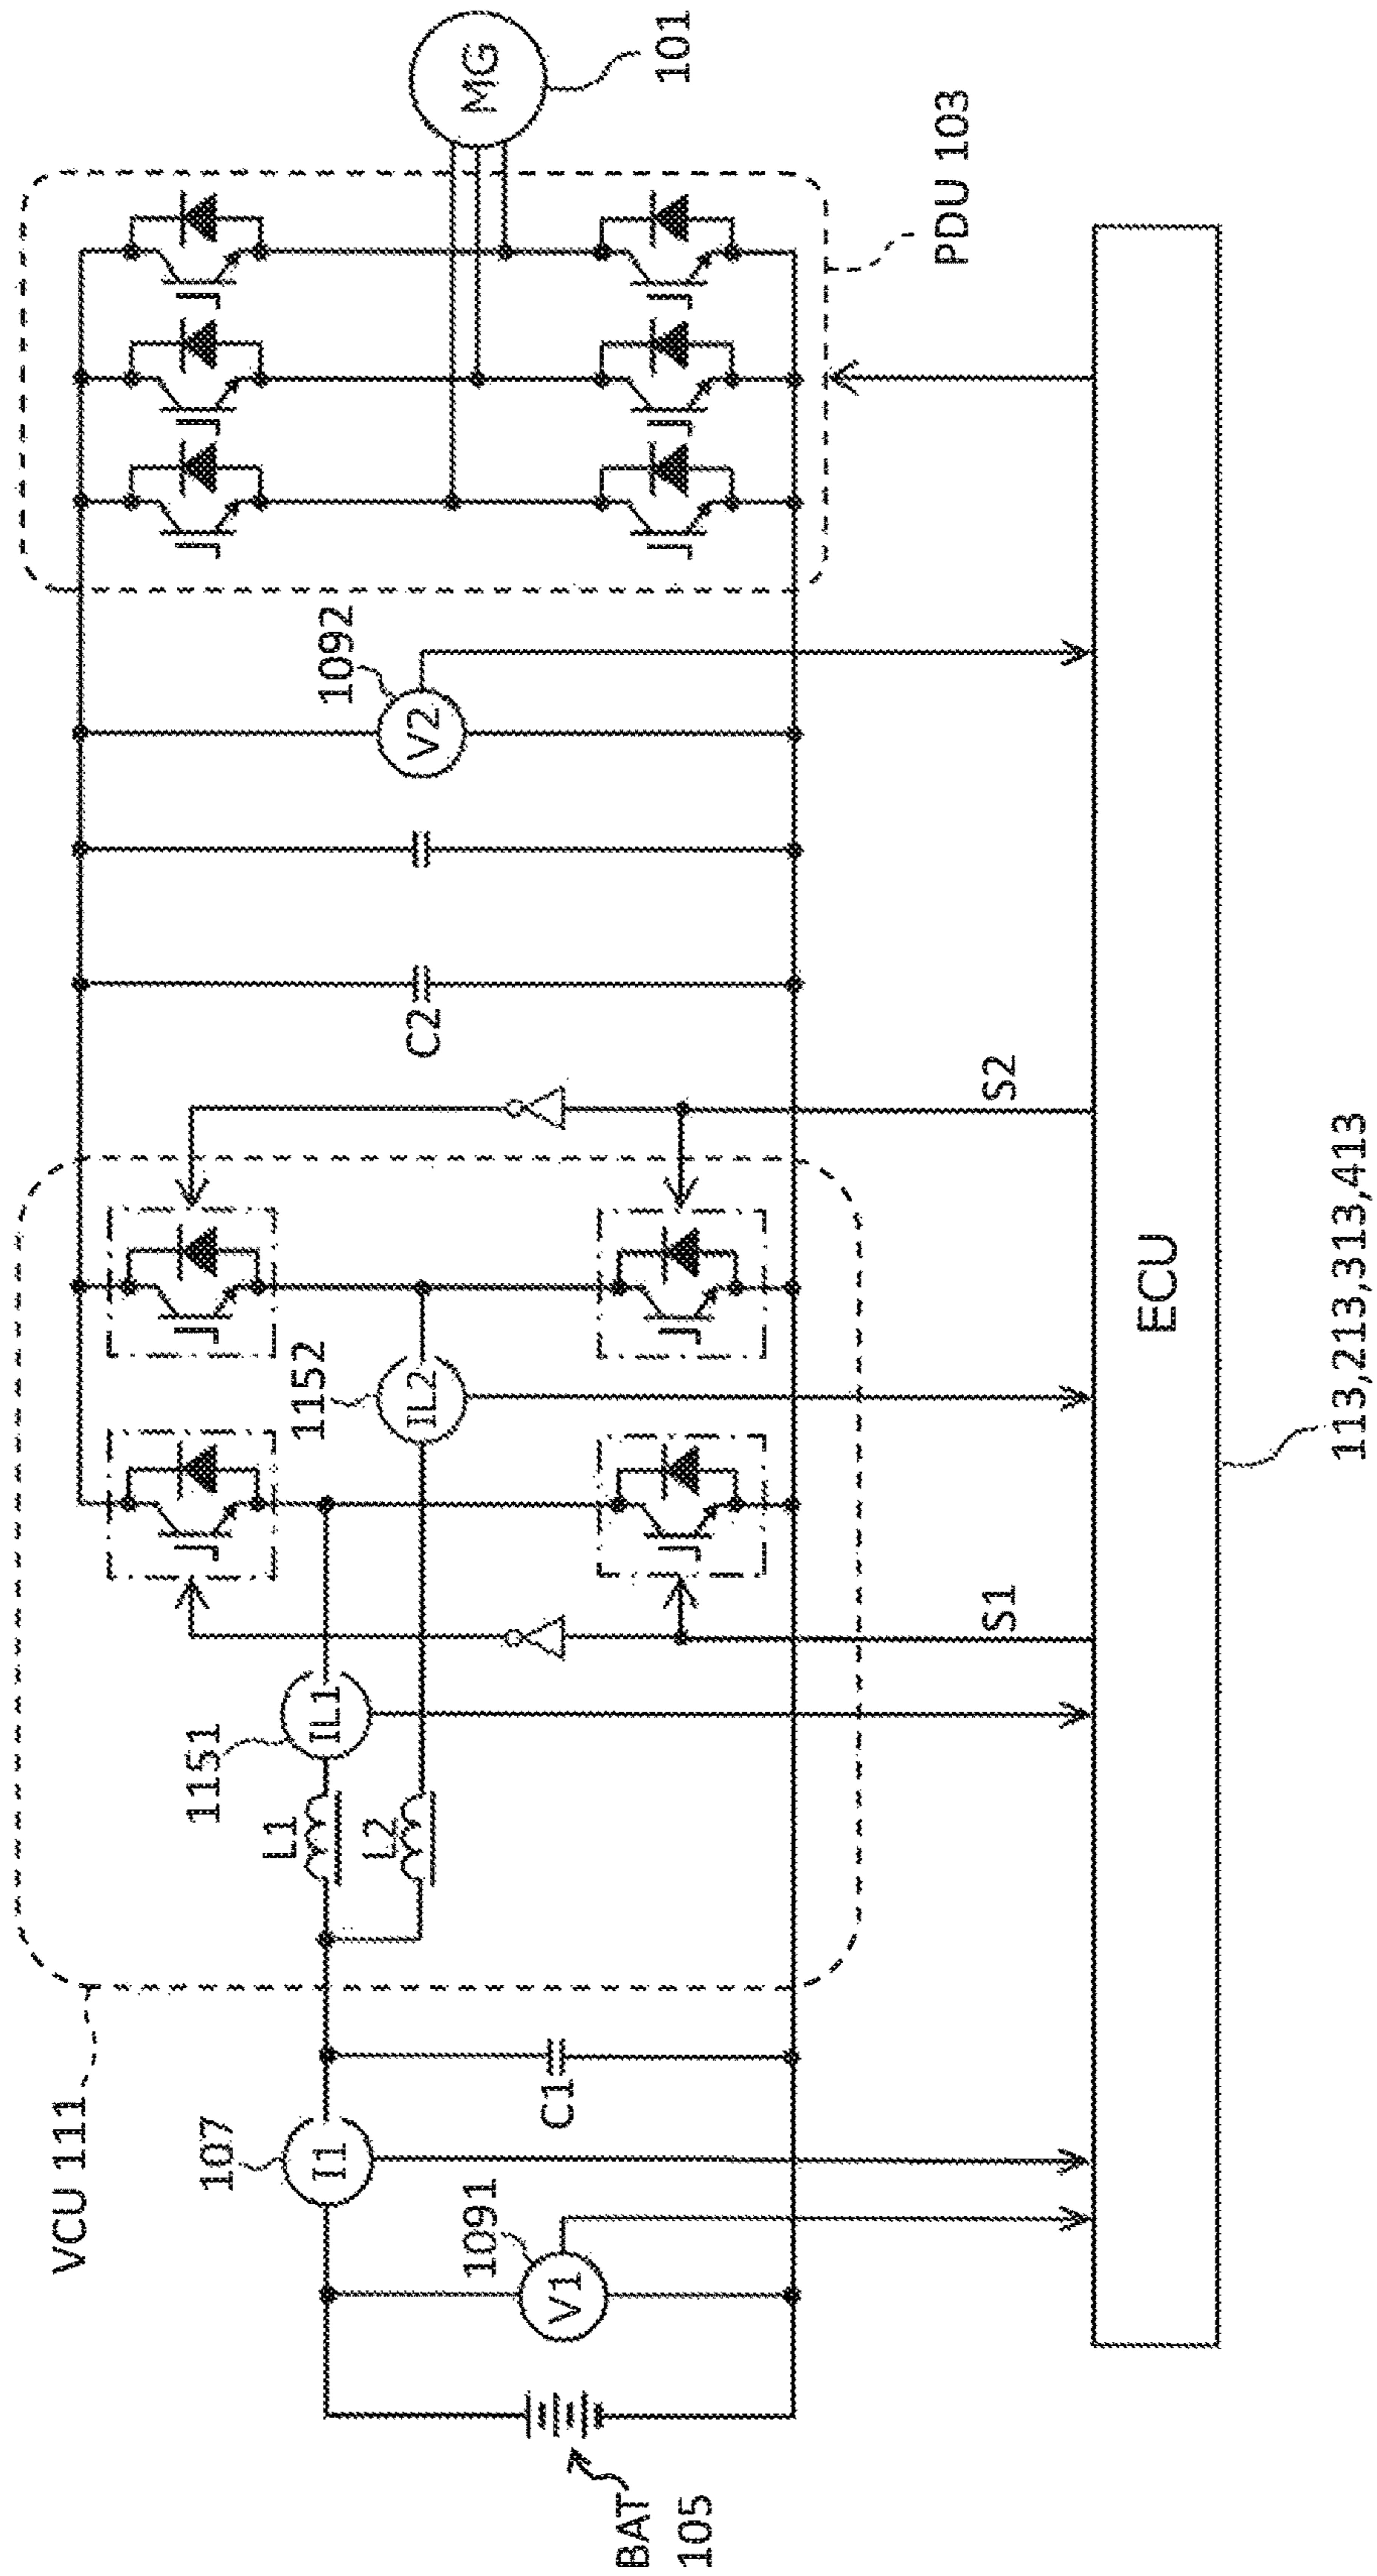 VCU 111
BAT
105
V1
1091
I1
107
C1
L1
L2
IL1
1151
IL2
1152
S1
S2
C2
V2
1092
PDU 103
MG
101
ECU
113,213,313,413